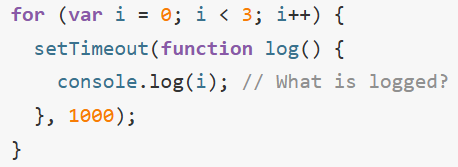 for (var i = 0; i < 3; i++) {
  setTimeout(function log() {
    console.log(i); // What is logged?
  }, 1000);
}